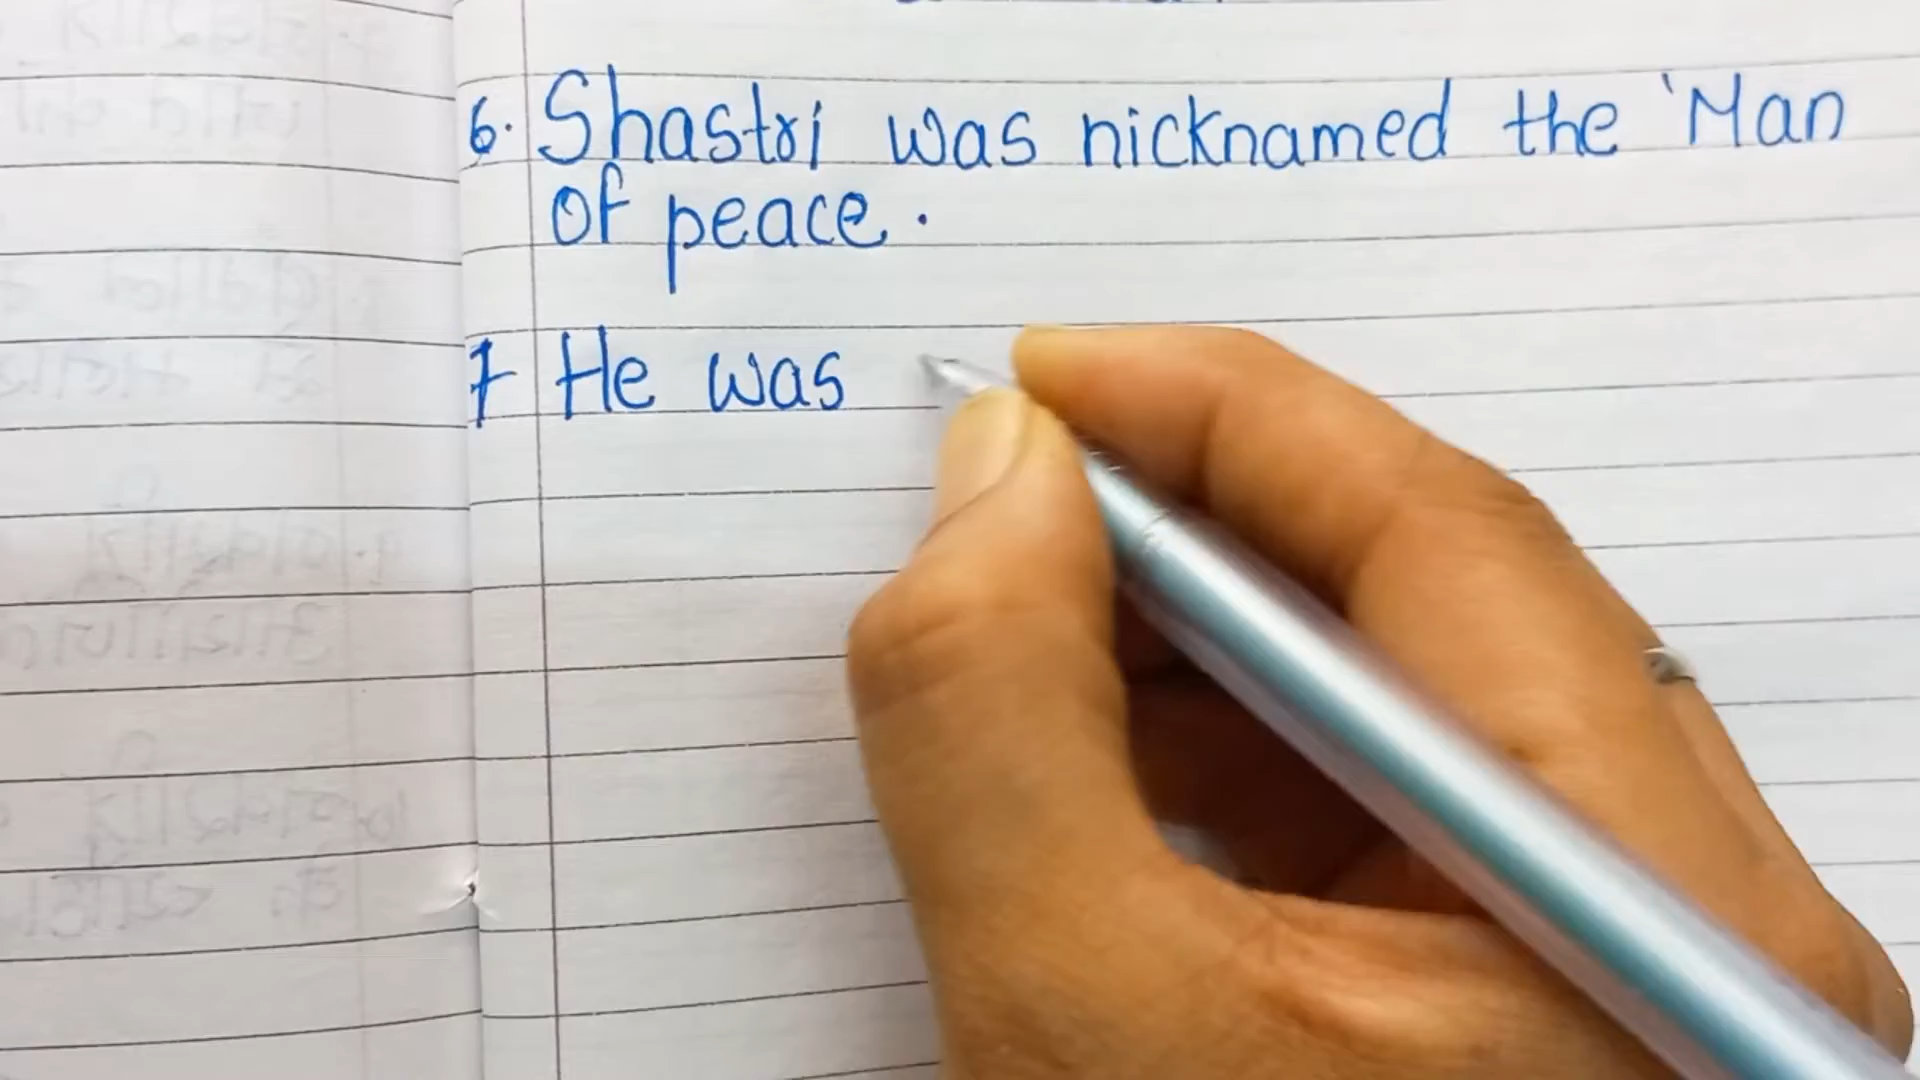 6. Shastri was nicknamed the 'Man
of peace.
7 He was